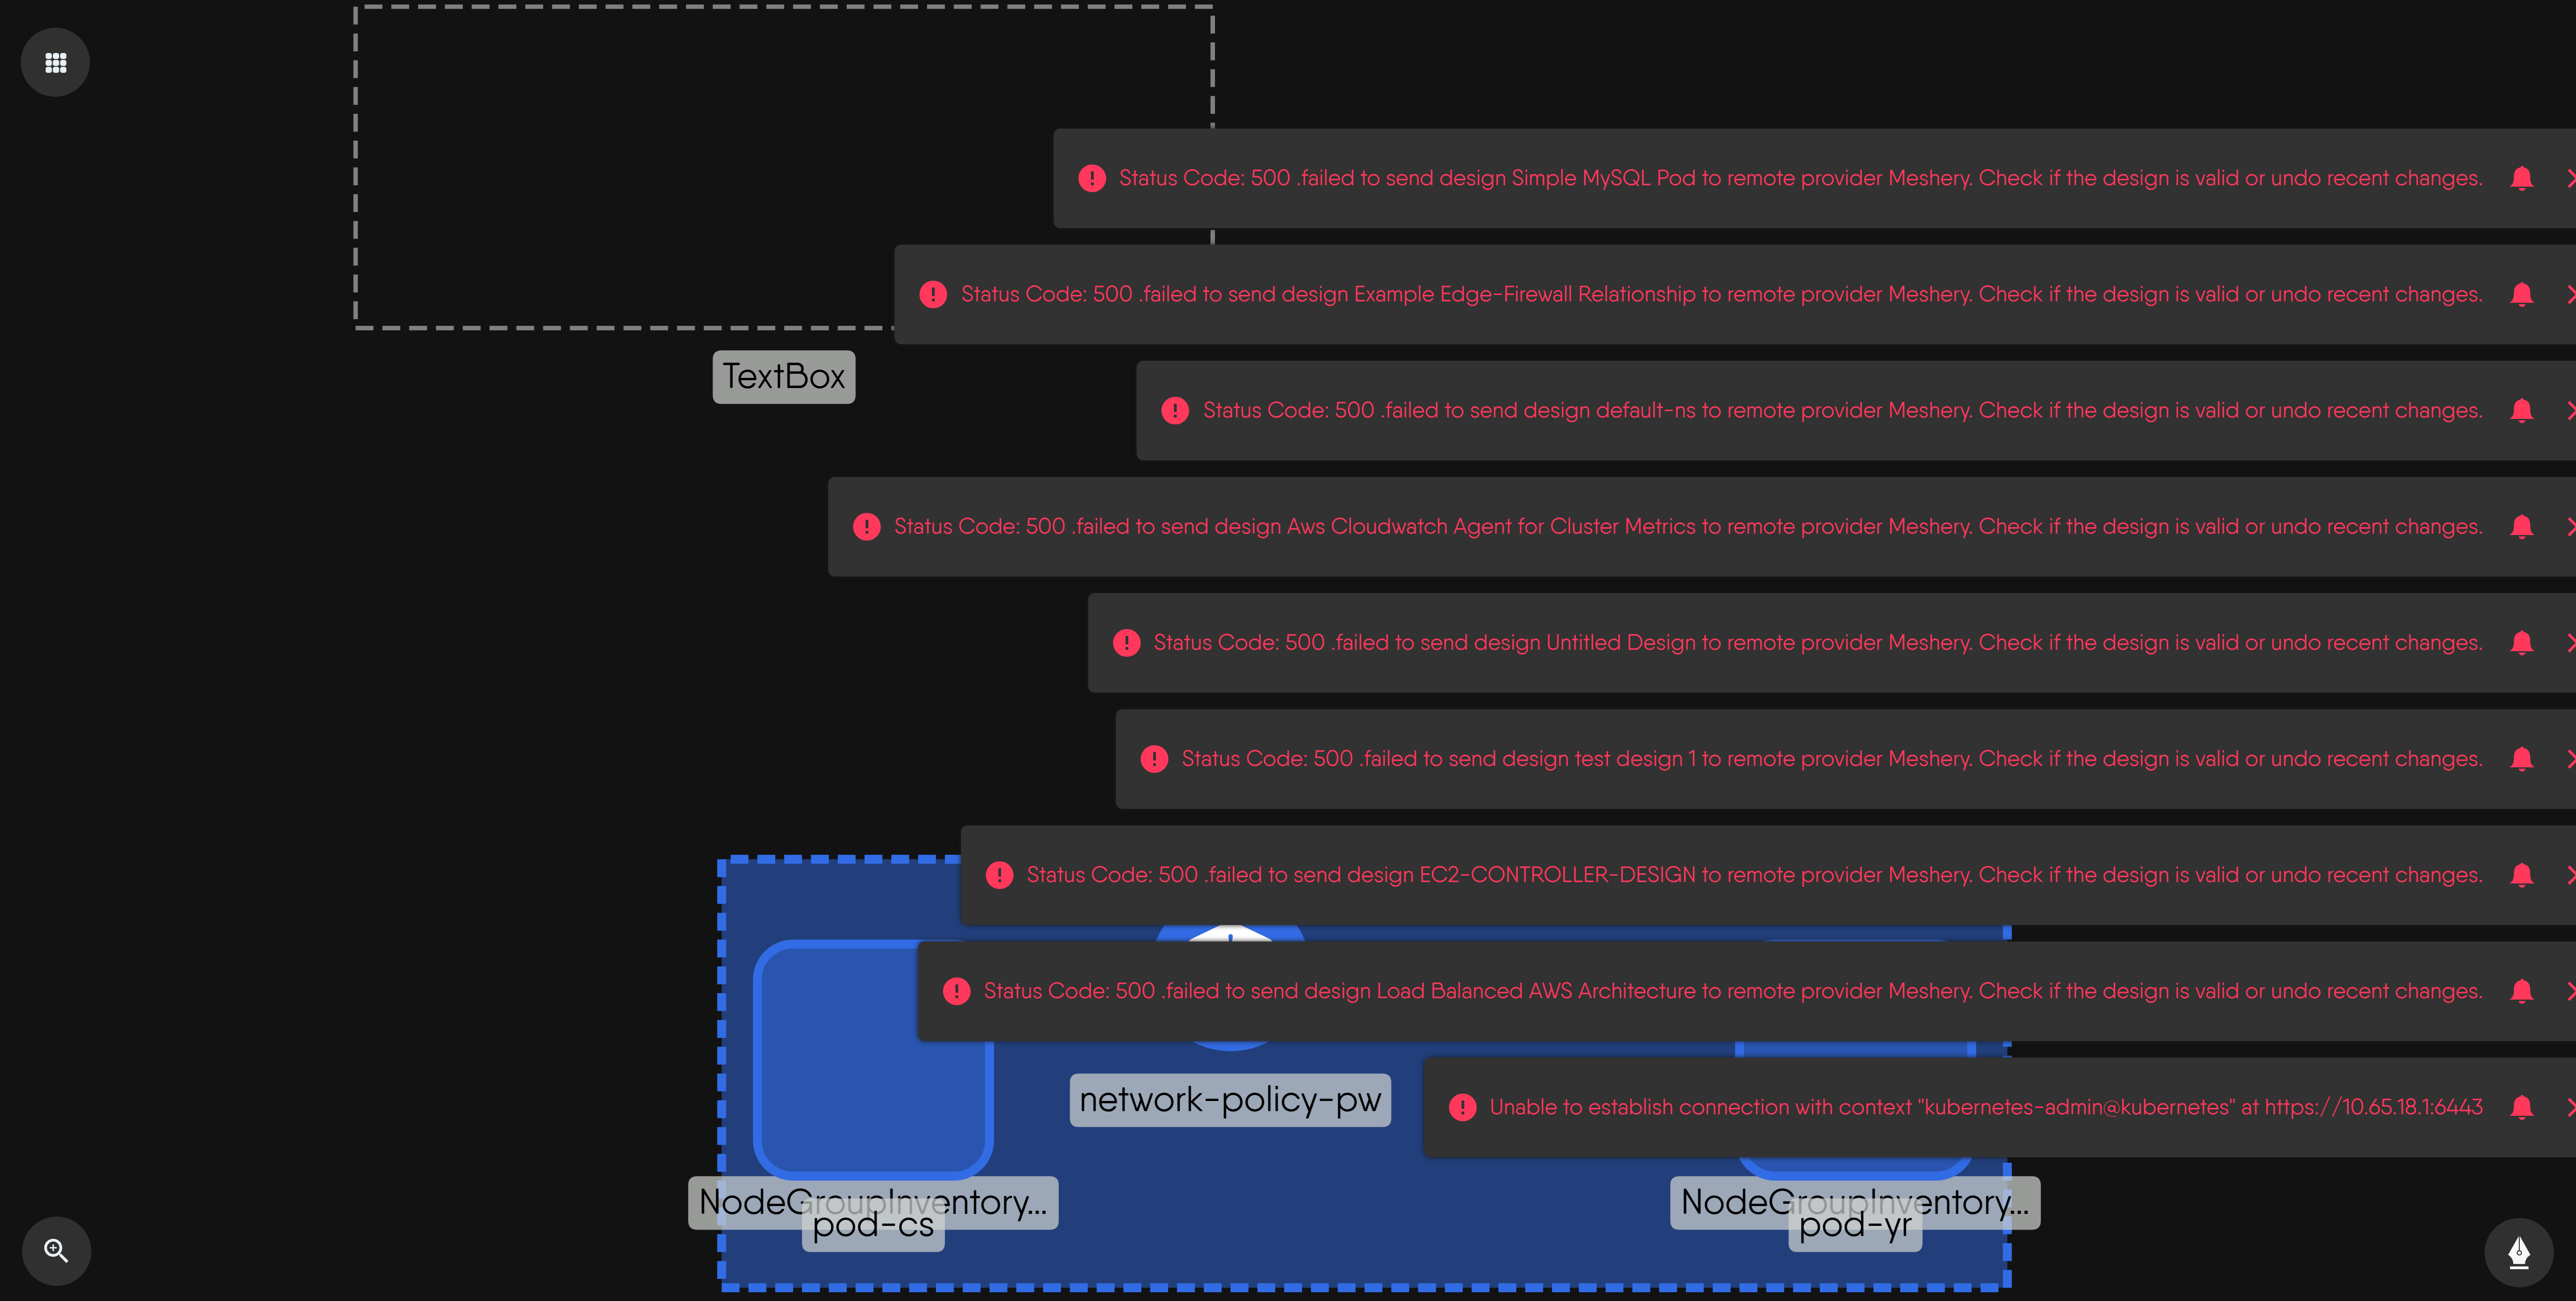 Status Code: 500 .failed to send design Simple MySQL Pod to remote provider Meshery. Check if the design is valid or undo recent changes.
Status Code: 500 .failed to send design Example Edge-Firewall Relationship to remote provider Meshery. Check if the design is valid or undo recent changes.
TextBox
Status Code: 500 .failed to send design default-ns to remote provider Meshery. Check if the design is valid or undo recent changes.
Status Code: 500 .failed to send design Aws Cloudwatch Agent for Cluster Metrics to remote provider Meshery. Check if the design is valid or undo recent changes.
Status Code: 500 .failed to send design Untitled Design to remote provider Meshery. Check if the design is valid or undo recent changes.
Status Code: 500 .failed to send design test design 1 to remote provider Meshery. Check if the design is valid or undo recent changes.
Status Code: 500 .failed to send design EC2-CONTROLLER-DESIGN to remote provider Meshery. Check if the design is valid or undo recent changes.
Status Code: 500 .failed to send design Load Balanced AWS Architecture to remote provider Meshery. Check if the design is valid or undo recent changes.
network-policy-pw
Unable to establish connection with context "kubernetes-admin@kubernetes" at https://10.65.18.1:6443
NodeGroupInventory...
pod-cs
NodeGroupInventory...
pod-yr